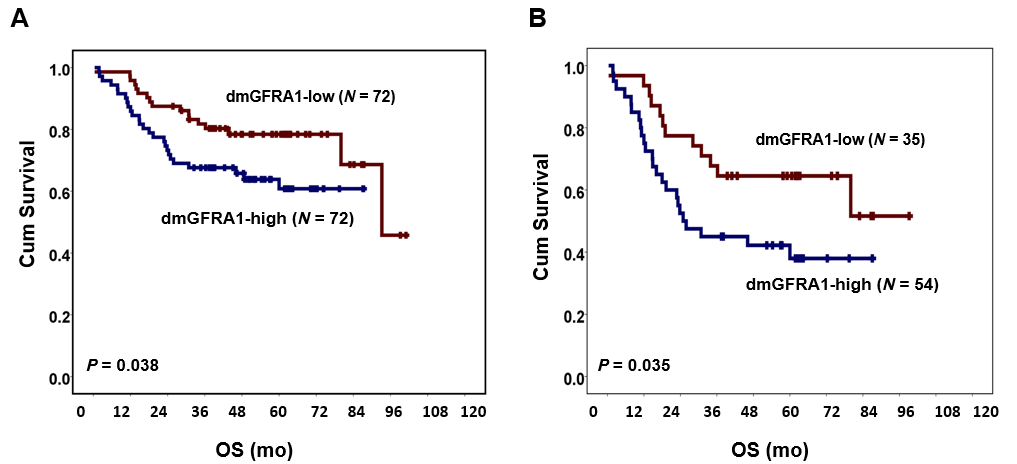 A
B
1.0
0.8
0.6
0.4
0.2
0.0
Cum Survival
dmGFRA1-low (N = 72)
dmGFRA1-high (N = 72)
P = 0.038
0 12 24 36 48 60 72 84 96 108 120
OS (mo)
1.0
0.8
0.6
0.4
0.2
0.0
Cum Survival
dmGFRA1-low (N = 35)
dmGFRA1-high (N = 54)
P = 0.035
0 12 24 36 48 60 72 84 96 108 120
OS (mo)